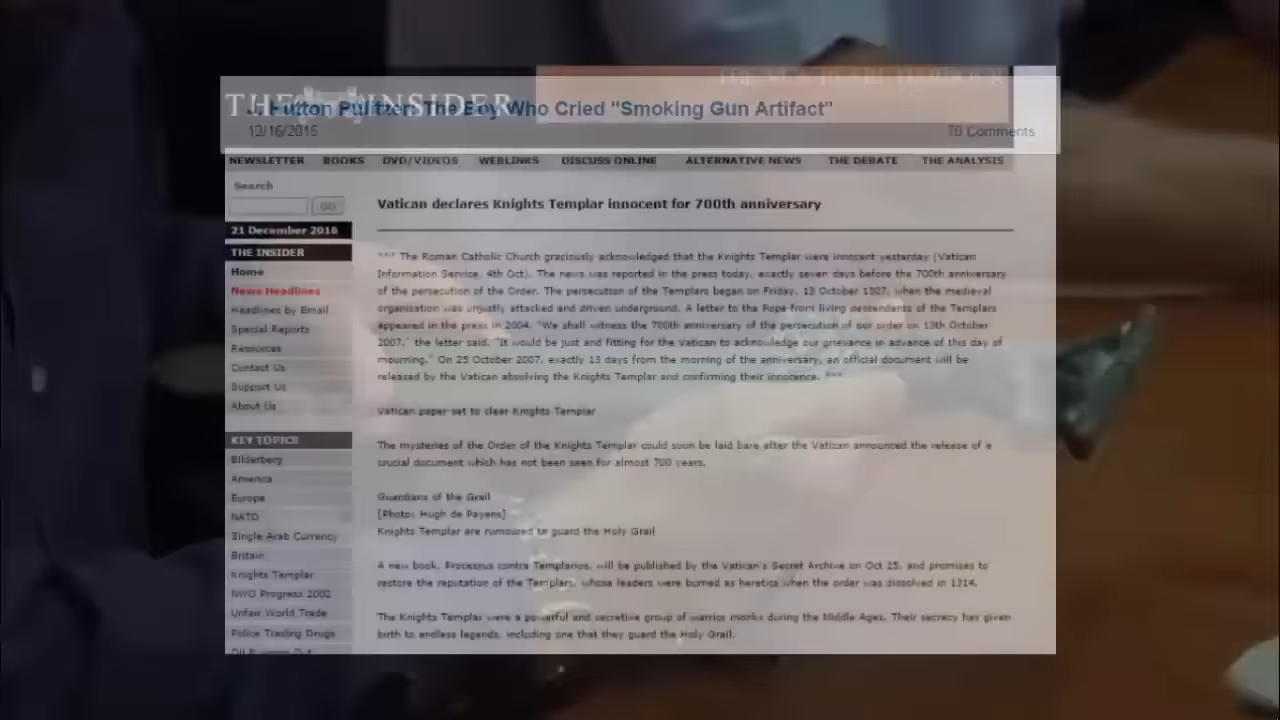 THE INSIDER
J. Hutton Pulitzer: The Boy Who Cried "Smoking Gun Artifact"
12/16/2015
70 Comments
NEWSLETTER BOOKS DVD/VIDEOS WEBLINKS DISCUSS ONLINE ALTERNATIVE NEWS THE DEBATE THE ANALYSIS
Search
GO
21 December 2016
THE INSIDER
Home
News Headlines
Headlines by Email
Special Reports
Resources
Contact Us
Support Us
About Us
KEY TOPICS
Bilderberg
America
Europe
NATO
Single Arab Currency
Britain
Knights Templar
NWO Progress 2002
Unfair World Trade
Police Trading Drugs
Vatican declares Knights Templar innocent for 700th anniversary
*** The Roman Catholic Church graciously acknowledged that the Knights Templar were innocent yesterday (Vatican
Information Service, 4th Oct). The news was reported in the press today, exactly seven days before the 700th anniversary
of the persecution of the Order. The persecution of the Templars began on Friday, 13 October 1307, when the medieval
organisation was unjustly attacked and driven underground. A letter to the Pope from living descendents of the Templars
appeared in the press in 2004. "We shall witness the 700th anniversary of the persecution of our order on 13th October
2007," the letter said. "It would be just and fitting for the Vatican to acknowledge our grievance in advance of this day of
mourning." On 25 October 2007, exactly 13 days from the morning of the anniversary, an official document will be
released by the Vatican absolving the Knights Templar and confirming their innocence. ***
Vatican paper set to clear Knights Templar
The mysteries of the Order of the Knights Templar could soon be laid bare after the Vatican announced the release of a
crucial document which has not been seen for almost 700 years.
Guardians of the Grail
[Photo: Hugh de Payens]
Knights Templar are rumoured to guard the Holy Grail
A new book, Processus contra Templarios, will be published by the Vatican's Secret Archive on Oct 25, and promises to
restore the reputation of the Templars, whose leaders were burned as heretics when the order was dissolved in 1314.
The Knights Templar were a powerful and secretive group of warrior monks during the Middle Ages. Their secrecy has given
birth to endless legends, including one that they guard the Holy Grail.